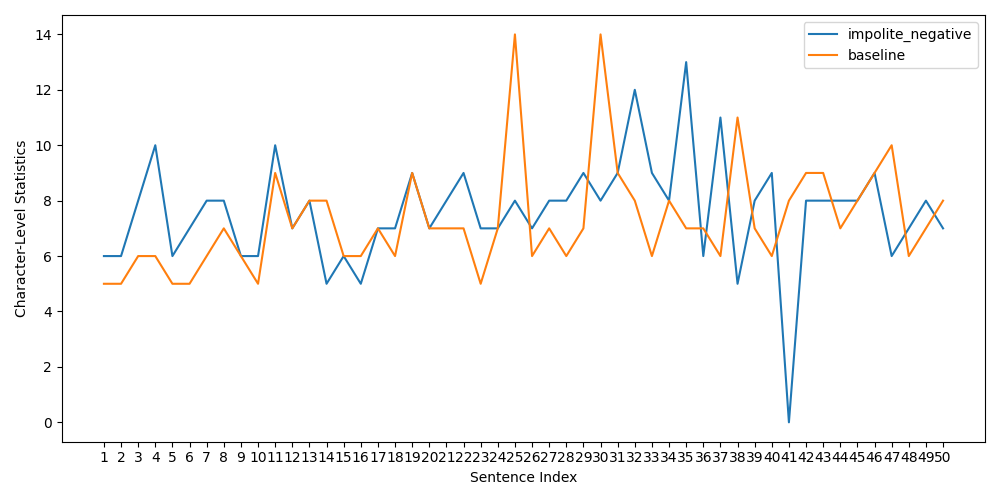 impolite_negative
baseline
Character-Level Statistics
14
12
10
8
6
4
2
0
1 2 3 4 5 6 7 8 9 10 11 12 13 14 15 16 17 18 19 20 21 22 23 24 25 26 27 28 29 30 31 32 33 34 35 36 37 38 39 40 41 42 43 44 45 46 47 48 49 50
Sentence Index